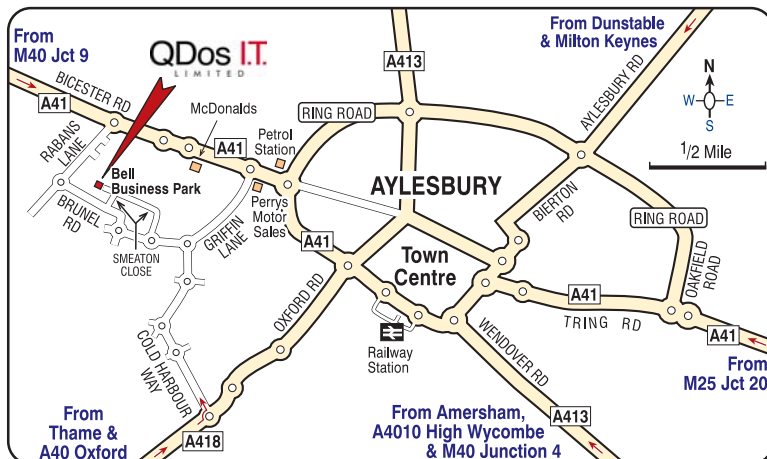 From
M40 Jct 9
QDos I.T.
LIMITED
From Dunstable
& Milton Keynes
A413
BICESTER RD
A41
McDonalds
RING ROAD
AYLESBURY RD
N
W
E
S
1/2 Mile
RABANS
LANE
A41
Petrol
Station
Bell
Business Park
AYLESBURY
BRUNEL
RD
SMEATON
CLOSE
GRIFFIN
LANE
Perrys
Motor
Sales
BIERTON
RD
RING ROAD
A41
Town
Centre
OAKFIELD
ROAD
OXFORD RD
A41
TRING RD
A41
COLD HARBOUR
WAY
Railway
Station
WENDOVER RD
From
M25 Jct 20
From
Thame &
A40 Oxford
A418
From Amersham,
A4010 High Wycombe
& M40 Junction 4
A413